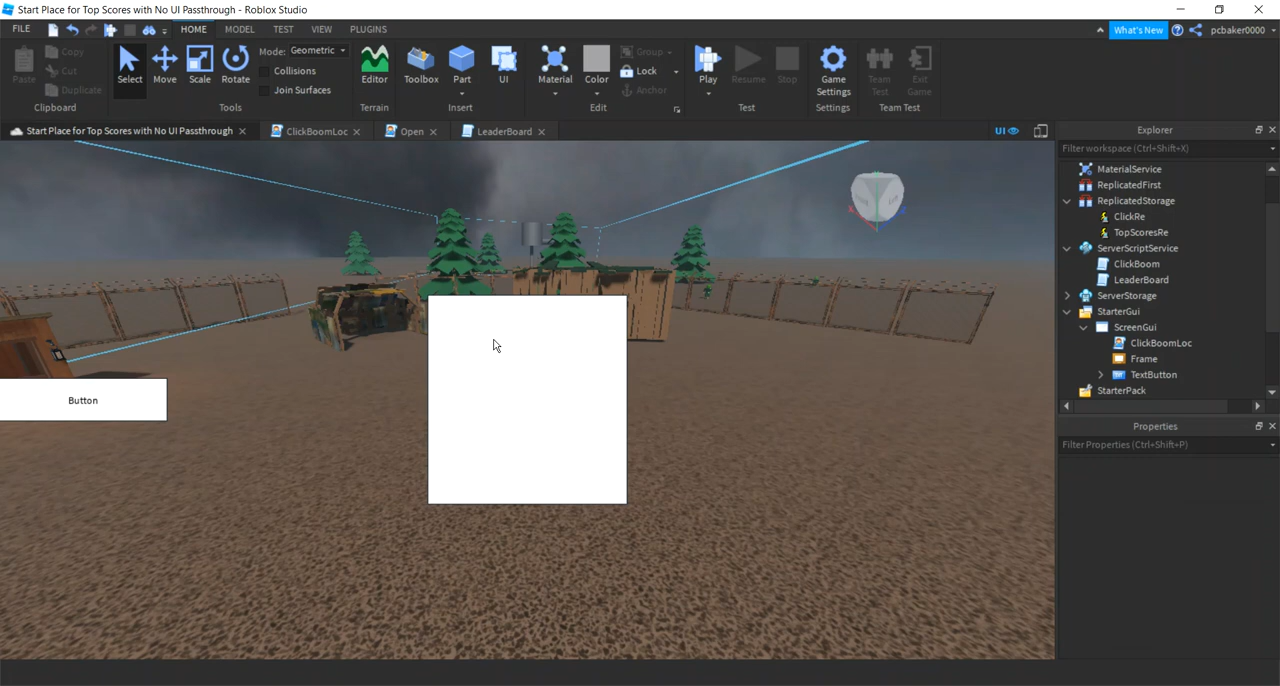 Start Place for Top Scores with No UI Passthrough - Roblox Studio
FILE HOME MODEL TEST VIEW PLUGINS What's New pcbaker0000
Paste Copy Cut Duplicate Clipboard
Select Move Scale Rotate Mode: Geometric Collisions Join Surfaces Tools
Editor Terrain
Toolbox Part UI Insert
Material Color Group Lock Anchor Edit
Play Resume Stop Test
Game Settings Settings
Team Test Exit Game Team Test
Start Place for Top Scores with No UI Passthrough ClickBoomLoc Open LeaderBoard UI
Button
Explorer
Filter workspace (Ctrl+Shift+X)
MaterialService
ReplicatedFirst
ReplicatedStorage
ClickRe
TopScoresRe
ServerScriptService
ClickBoom
LeaderBoard
ServerStorage
StarterGui
ScreenGui
ClickBoomLoc
Frame
TextButton
StarterPack
Properties
Filter Properties (Ctrl+Shift+P)